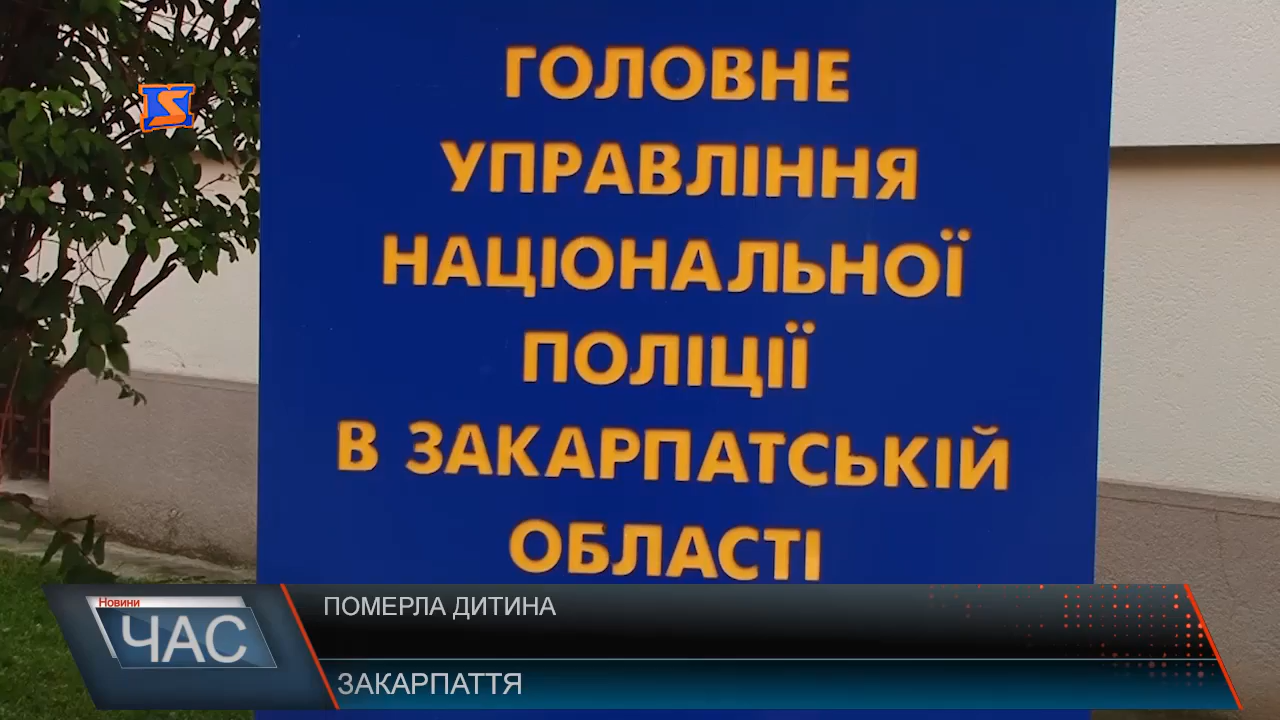 ГОЛОВНЕ
УПРАВЛІННЯ
НАЦІОНАЛЬНОЇ
ПОЛІЦІЇ
В ЗАКАРПАТСЬКІЙ
ОБЛАСТІ
S
Новини
ЧАС
ПОМЕРЛА ДИТИНА
ЗАКАРПАТТЯ